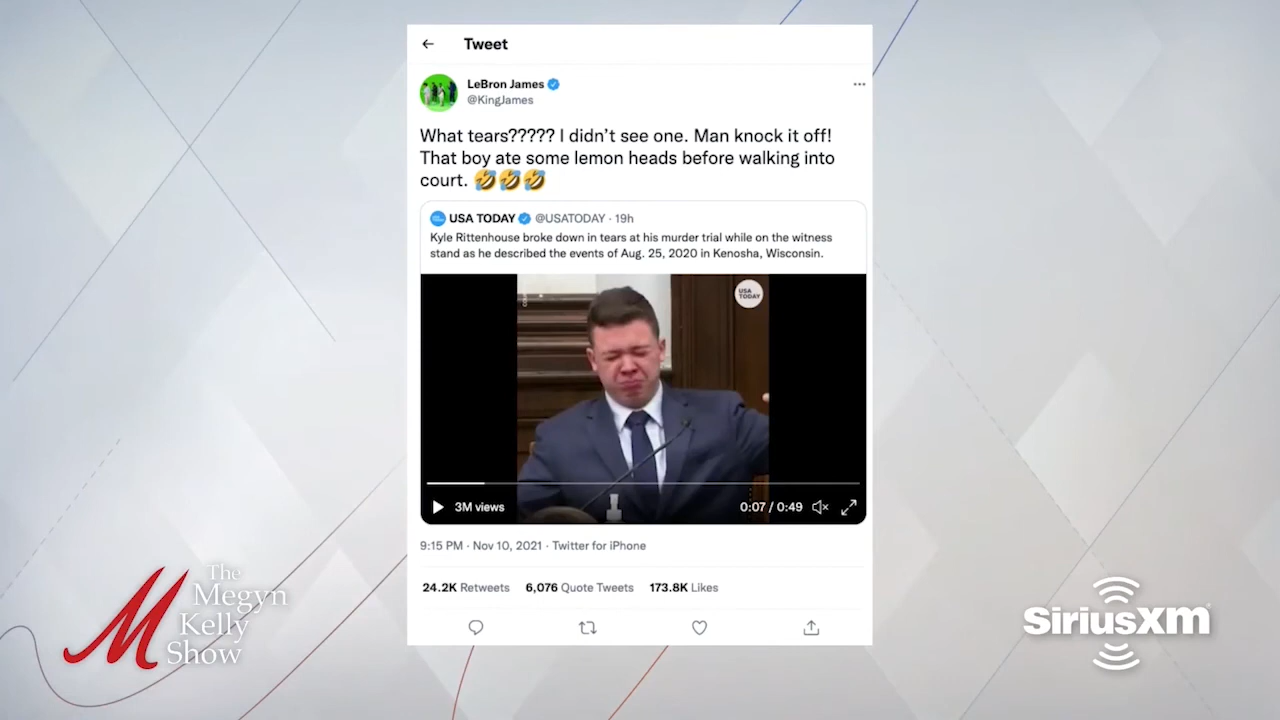 Tweet
LeBron James
@KingJames
What tears????? I didn’t see one. Man knock it off!
That boy ate some lemon heads before walking into
court. 🤣🤣🤣
USA TODAY @USATODAY · 19h
Kyle Rittenhouse broke down in tears at his murder trial while on the witness
stand as he described the events of Aug. 25, 2020 in Kenosha, Wisconsin.
USA
TODAY
3M views
0:07 / 0:49
9:15 PM · Nov 10, 2021 · Twitter for iPhone
24.2K Retweets 6,076 Quote Tweets 173.8K Likes
The
Megyn
Kelly
Show
SiriusXM